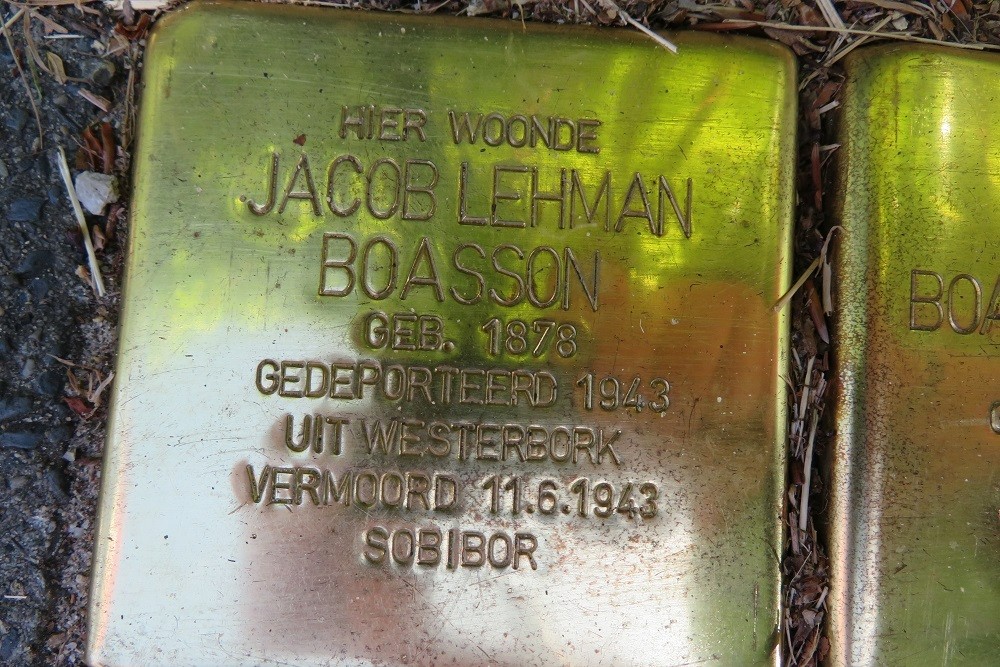 HIER WOONDE
JACOB LEHMAN
BOASSON
GEB. 1878
GEDEPORTEERD 1943
UIT WESTERBORK
VERMOORD 11.6.1943
SOBIBOR